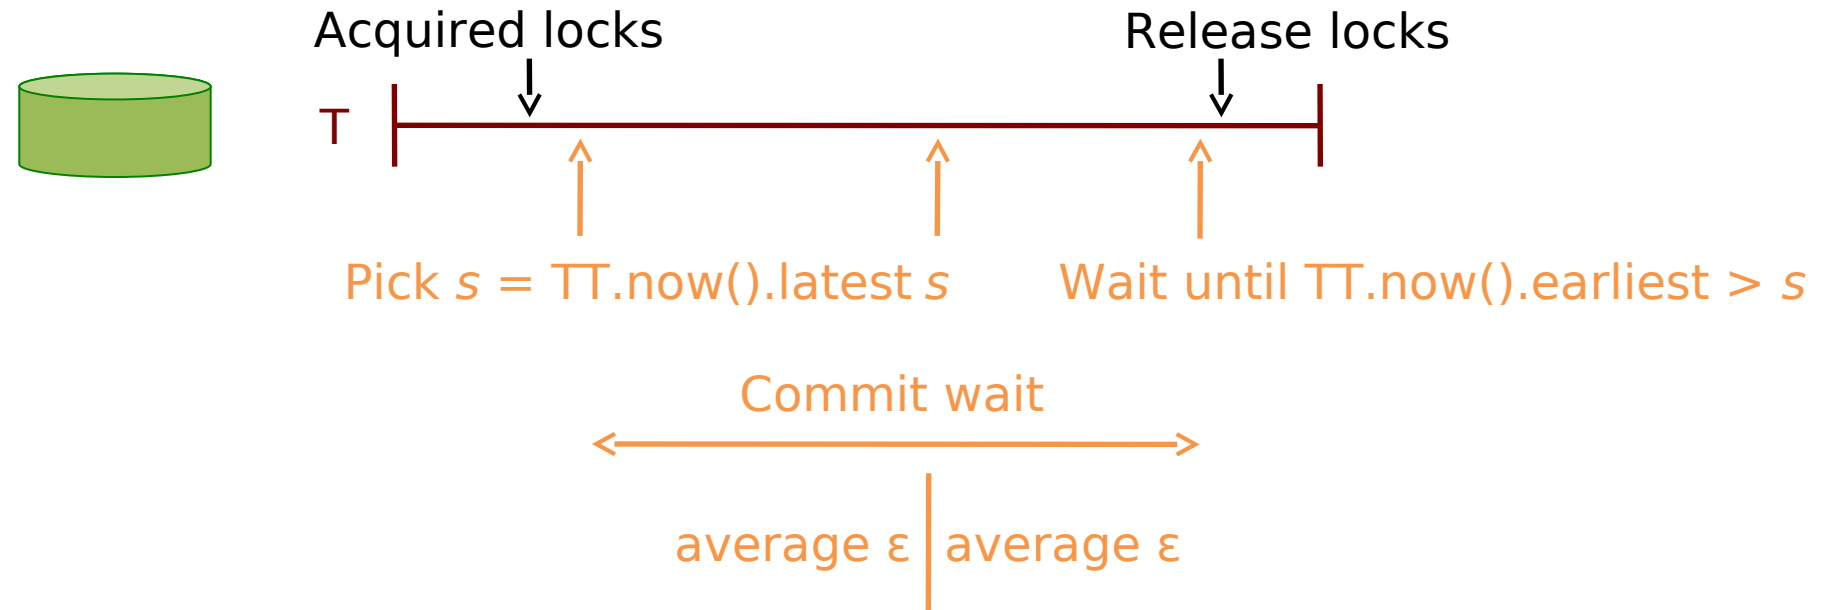 Acquired locks
Release locks
T
Pick s = TT.now().latest
s
Wait until TT.now().earliest > s
Commit wait
average ε
average ε